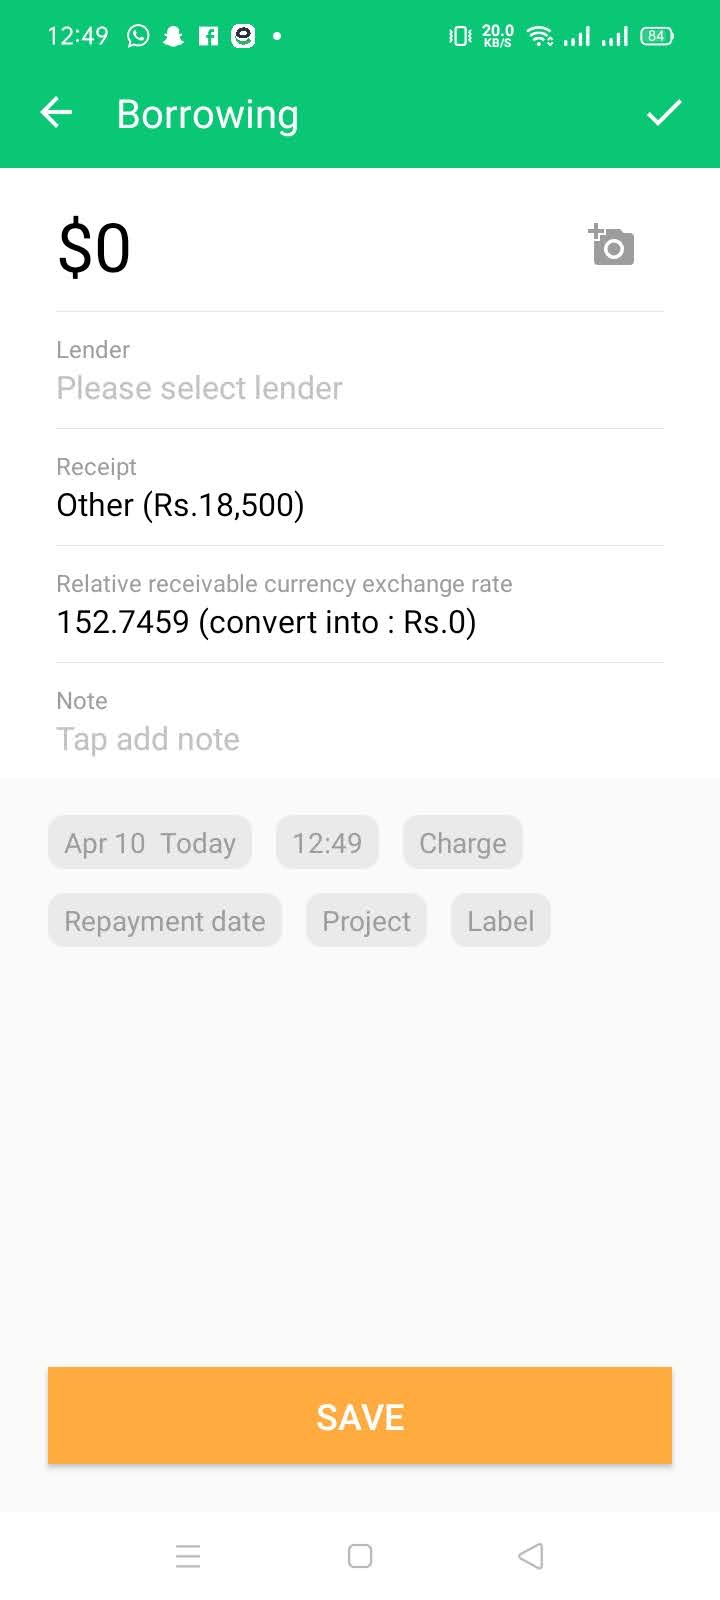 12:49 20.0 KB/S 84
Borrowing
$0
Lender
Please select lender
Receipt
Other (Rs.18,500)
Relative receivable currency exchange rate
152.7459 (convert into : Rs.0)
Note
Tap add note
Apr 10 Today 12:49 Charge
Repayment date Project Label
SAVE